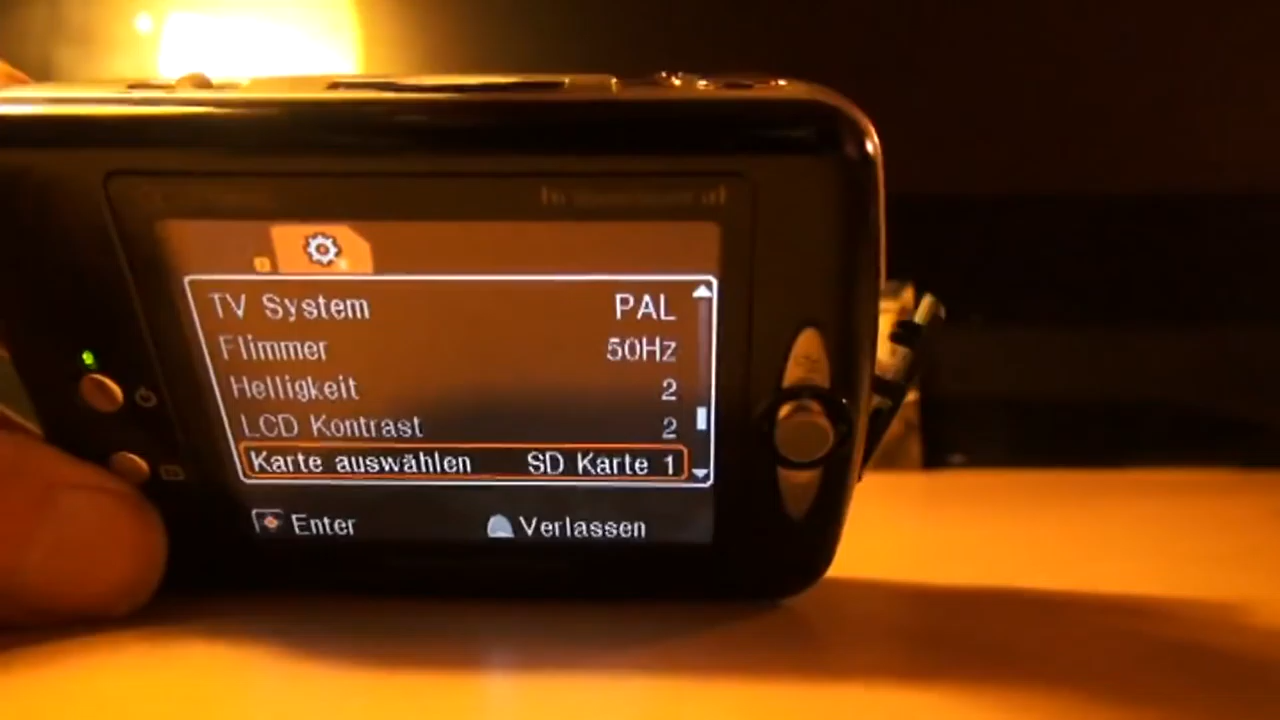 TV System PAL
Flimmer 50Hz
Helligkeit 2
LCD Kontrast 2
Karte auswählen SD Karte 1
Enter Verlassen